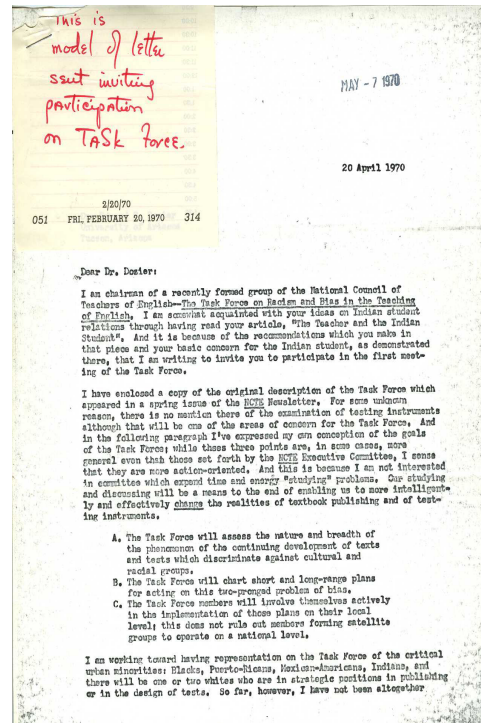 This is
model of letter
sent inviting
participation
on TASK Force.
2/20/70
051 FRI, FEBRUARY 20, 1970 314
MAY - 7 1970
20 April 1970
Dear Dr. Dozier:
I am chairman of a recently formed group of the National Council of
Teachers of English--The Task Force on Racism and Bias in the Teaching
of English. I am somewhat acquainted with your ideas on Indian student
relations through having read your article, "The Teacher and the Indian
Student". And it is because of the recommendations which you make in
that piece and your basic concern for the Indian student, as demonstrated
there, that I am writing to invite you to participate in the first meet-
ing of the Task Force.
I have enclosed a copy of the original description of the Task Force which
appeared in a spring issue of the NCTE Newsletter. For some unknown
reason, there is no mention there of the examination of testing instruments
although that will be one of the areas of concern for the Task Force. And
in the following paragraph I've expressed my own conception of the goals
of the Task Force; while these three points are, in some cases, more
general even than those set forth by the NCTE Executive Committee, I sense
that they are more action-oriented. And this is because I am not interested
in committee which expend time and energy "studying" problems. Our studying
and discussing will be a means to the end of enabling us to more intelligent-
ly and effectively change the realities of textbook publishing and of test-
ing instruments.
A. The Task Force will assess the nature and breadth of
the phenomenon of the continuing development of texts
and tests which discriminate against cultural and
racial groups.
B. The Task Force will chart short and long-range plans
for acting on this two-pronged problem of bias.
C. The Task Force members will involve themselves actively
in the implementation of those plans on their local
level; this does not rule out members forming satellite
groups to operate on a national level.
I am working toward having representation on the Task Force of the critical
urban minorities: Blacks, Puerto-Ricans, Mexican-Americans, Indians, and
there will be one or two whites who are in strategic positions in publishing
or in the design of tests. So far, however, I have not been altogether